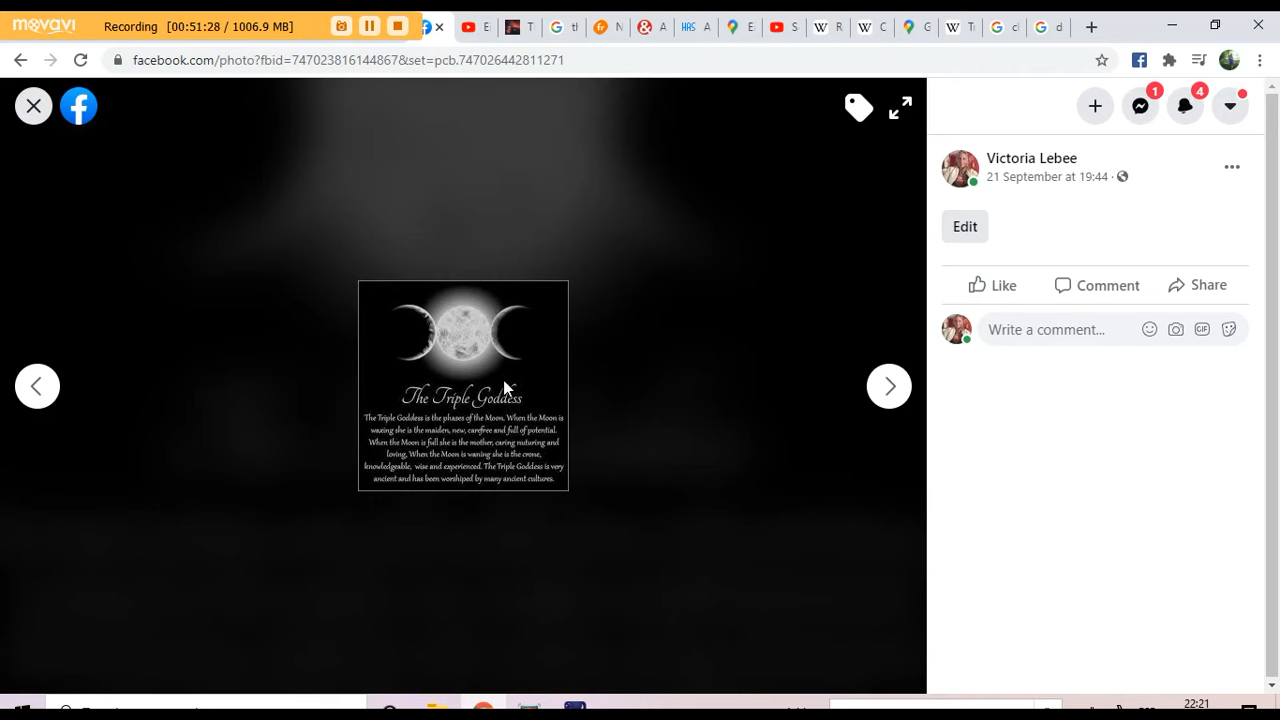 movavi
Recording [00:51:28 / 1006.9 MB]
facebook.com/photo?fbid=747023816144867&set=pcb.747026442811271
1
4
Victoria Lebee
21 September at 19:44
Edit
Like
Comment
Share
Write a comment...
GIF
The Triple Goddess
The Triple Goddess is the phases of the Moon. When the Moon is
waxing she is the maiden, new, carefree and full of potential.
When the Moon is full she is the mother, caring nuturing and
loving. When the Moon is waning she is the crone,
knowledgeable, wise and experienced. The Triple Goddess is very
ancient and has been worshiped by many ancient cultures.
22:21